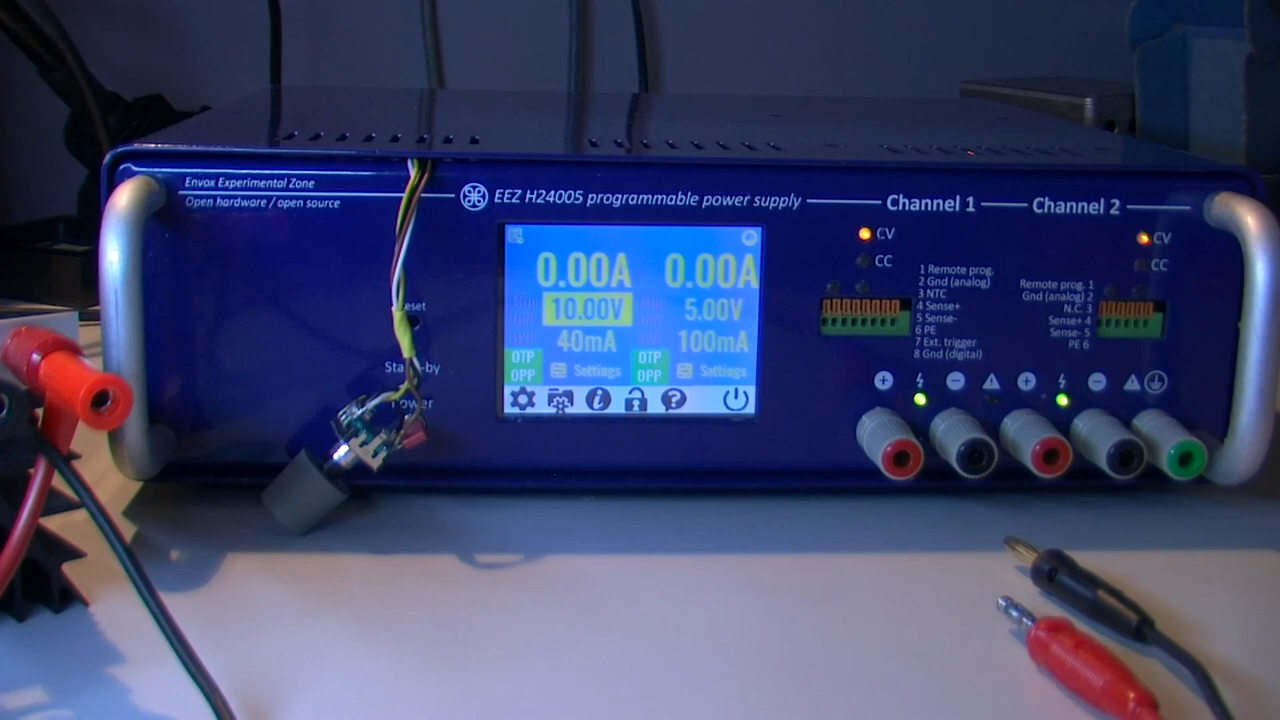 Envox Experimental Zone
Open hardware / open source
EEZ H24005 programmable power supply
Channel 1
Channel 2
CV
CC
CV
CC
1 Remote prog.
2 Gnd (analog)
3 NTC
4 Sense+
5 Sense-
6 PE
7 Ext. trigger
8 Gnd (digital)
Remote prog. 1
Gnd (analog) 2
N.C. 3
Sense+ 4
Sense- 5
PE 6
0.00A
0.00A
10.00V
5.00V
40mA
100mA
OTP
OPP
Settings
OTP
OPP
Settings
Power